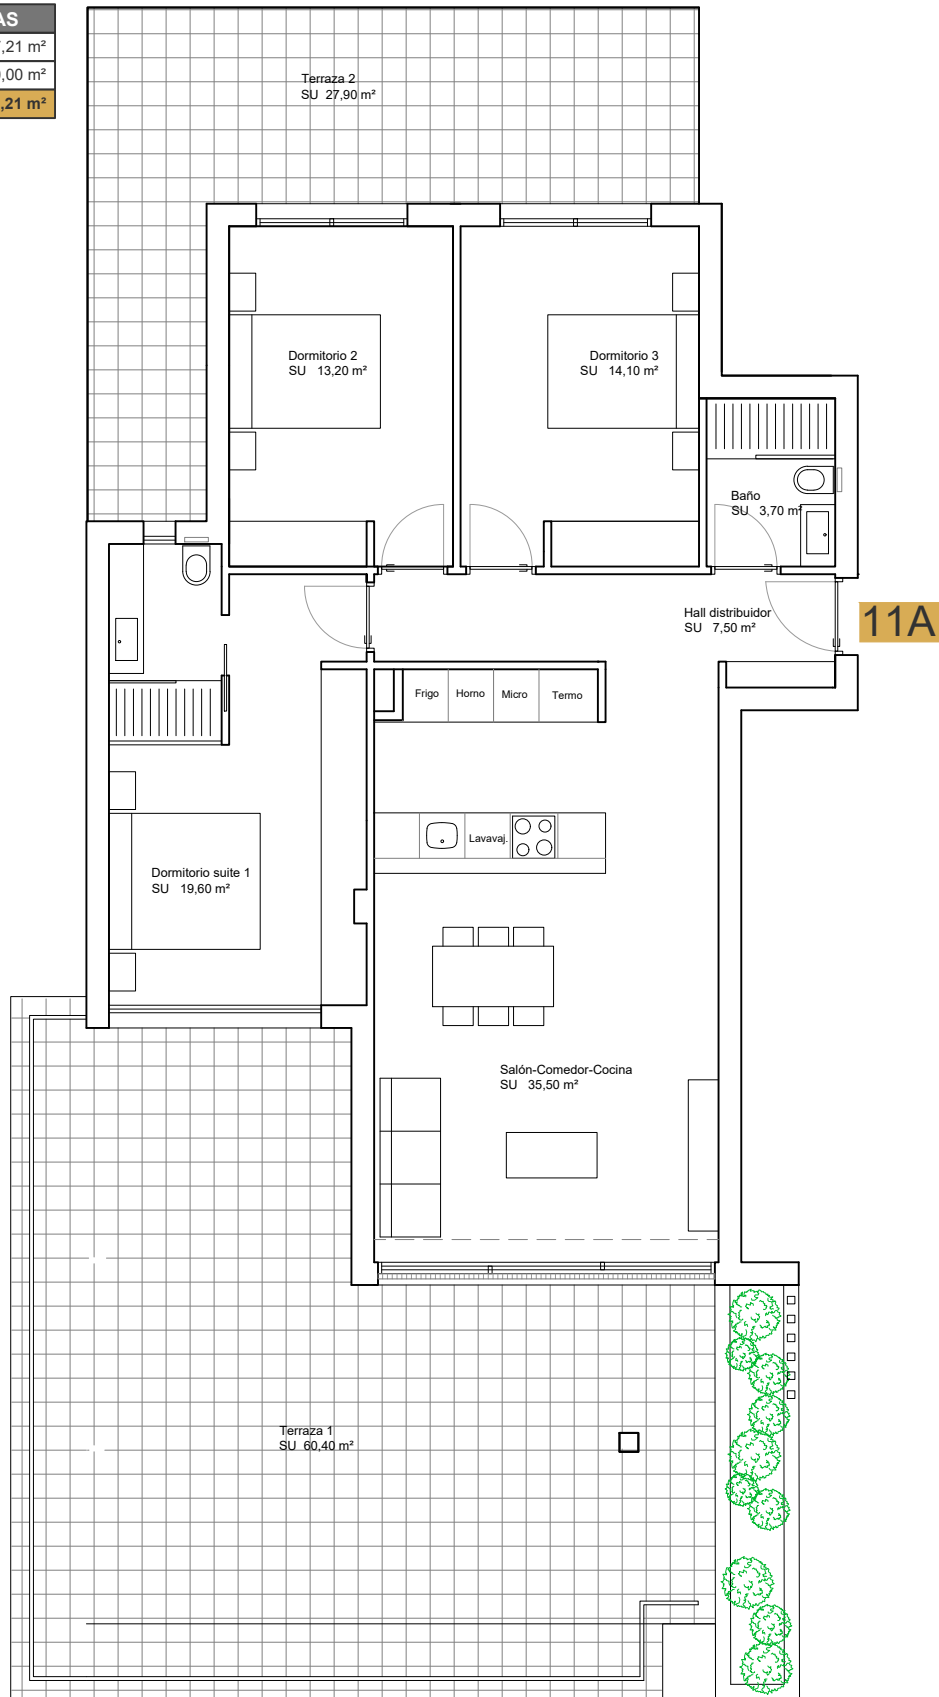 AS
,21 m²
,00 m²
,21 m²
Terraza 2
SU 27,90 m²
Dormitorio 2
SU 13,20 m²
Dormitorio 3
SU 14,10 m²
Baño
SU 3,70 m²
Hall distribuidor
SU 7,50 m²
11A
Frigo
Horno
Micro
Termo
Lavavaj.
Dormitorio suite 1
SU 19,60 m²
Salón-Comedor-Cocina
SU 35,50 m²
Terraza 1
SU 60,40 m²